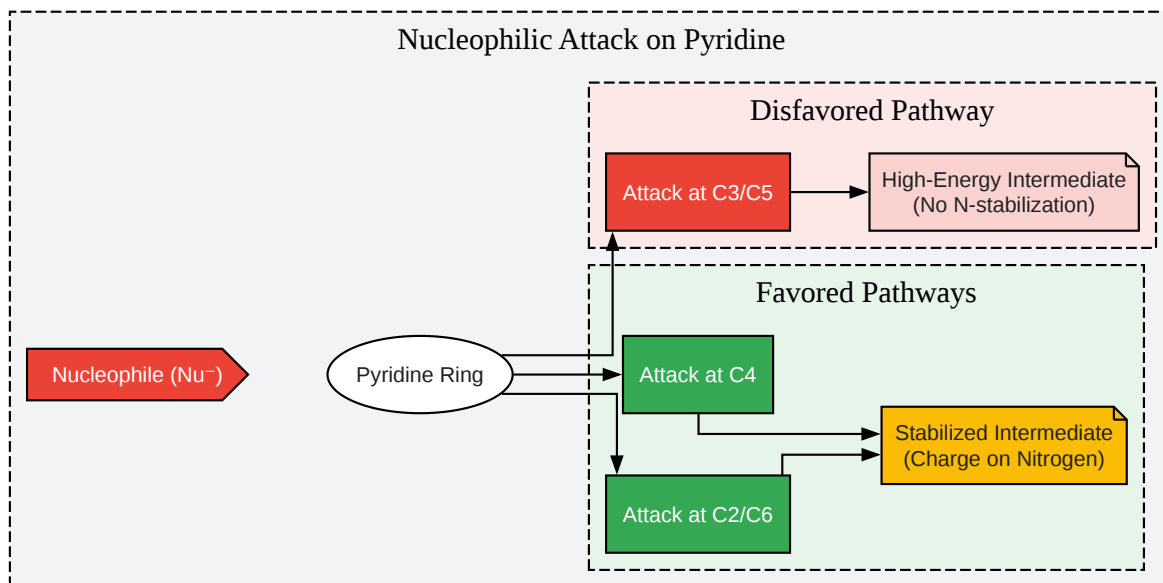 Nucleophilic Attack on Pyridine
Disfavored Pathway
Attack at C3/C5
High-Energy Intermediate
(No N-stabilization)
Favored Pathways
Nucleophile (Nu⁻)
Pyridine Ring
Attack at C4
Stabilized Intermediate
(Charge on Nitrogen)
Attack at C2/C6